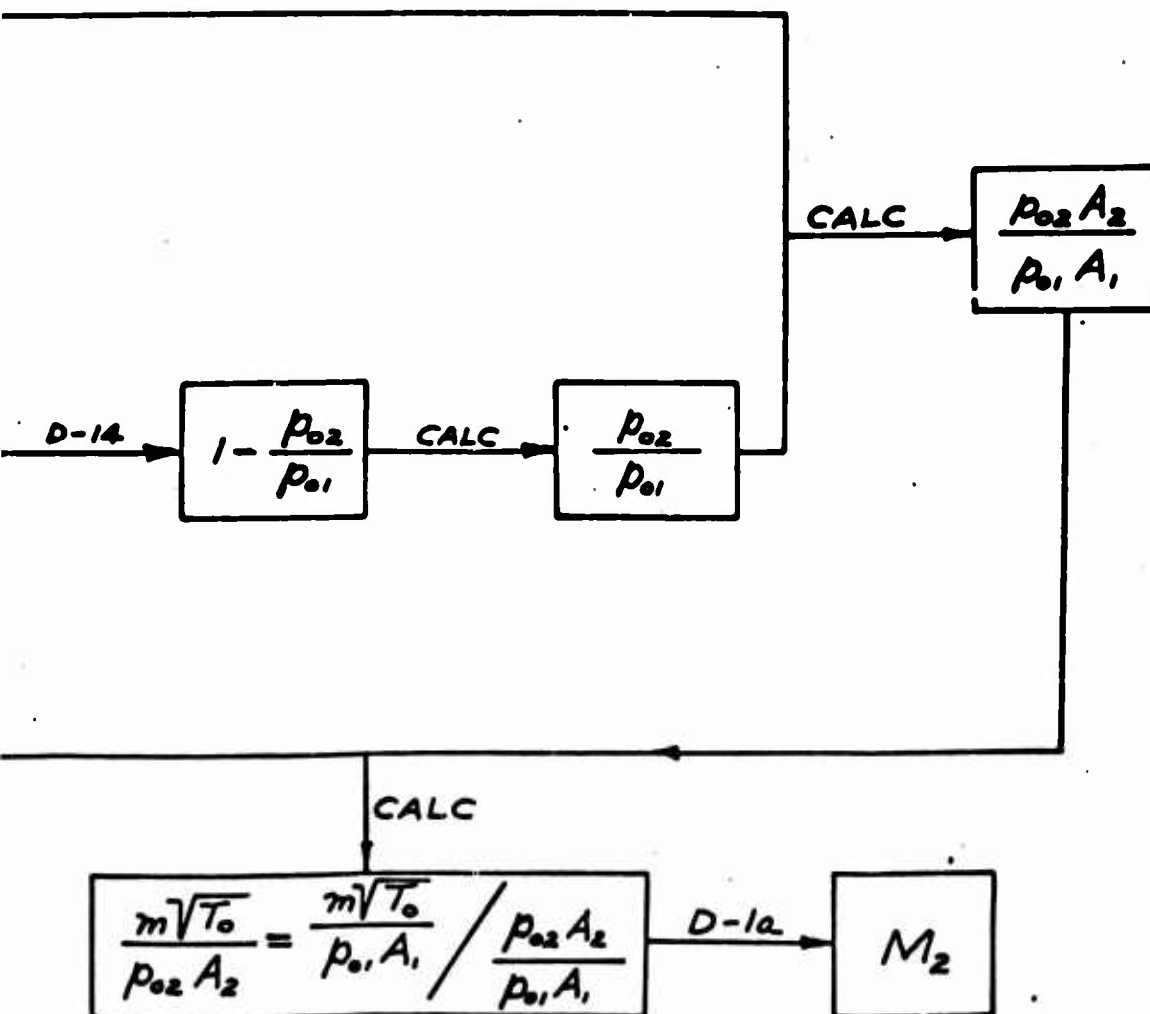 CALC
p₀₂ A₂ / p₀₁ A₁
D-14
1 - p₀₂ / p₀₁
CALC
p₀₂ / p₀₁
CALC
m√T₀ / p₀₂ A₂ = m√T₀ / p₀₁ A₁ / p₀₂ A₂ / p₀₁ A₁
D-1a
M₂